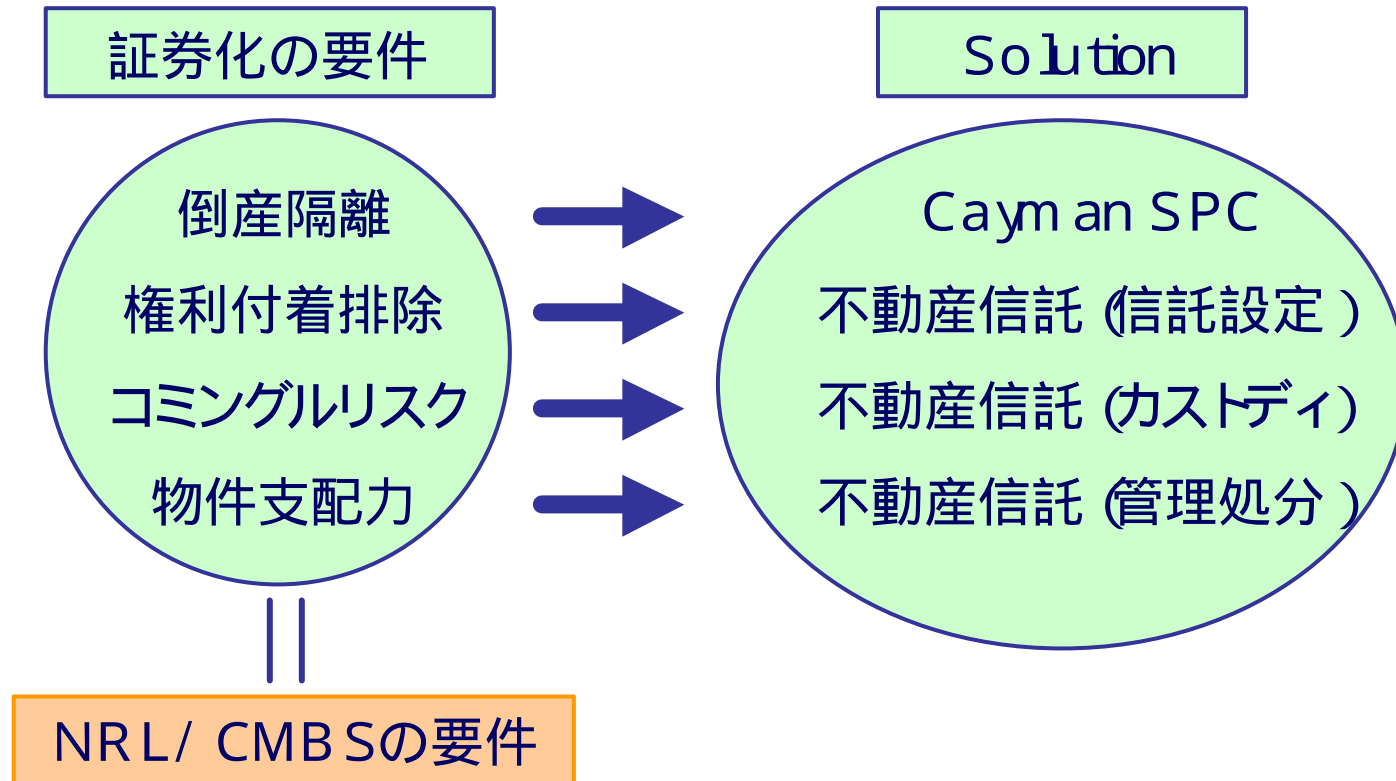 証券化の要件
倒産隔離
権利付着排除
コミングルリスク
物件支配力
NRL/ CMBSの要件
Solution
Cayman SPC
不動産信託(信託設定)
不動産信託(カストディ)
不動産信託(管理処分)